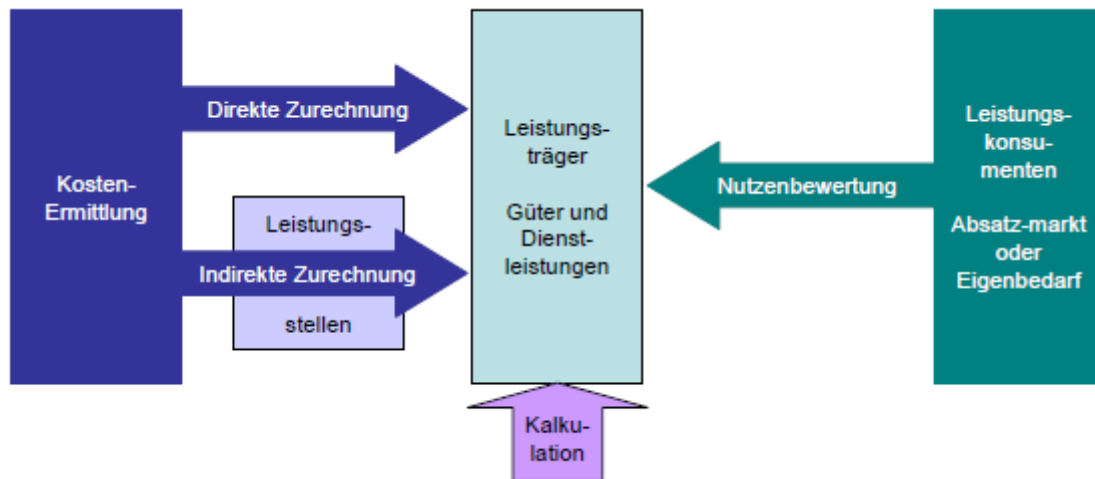 Kosten-
Ermittlung
Direkte Zurechnung
Leistungs-
Indirekte Zurechnung
stellen
Leistungs-
träger
Güter und
Dienst-
leistungen
Kalku-
lation
Nutzenbewertung
Leistungs-
konsu-
menten
Absatz-markt
oder
Eigenbedarf